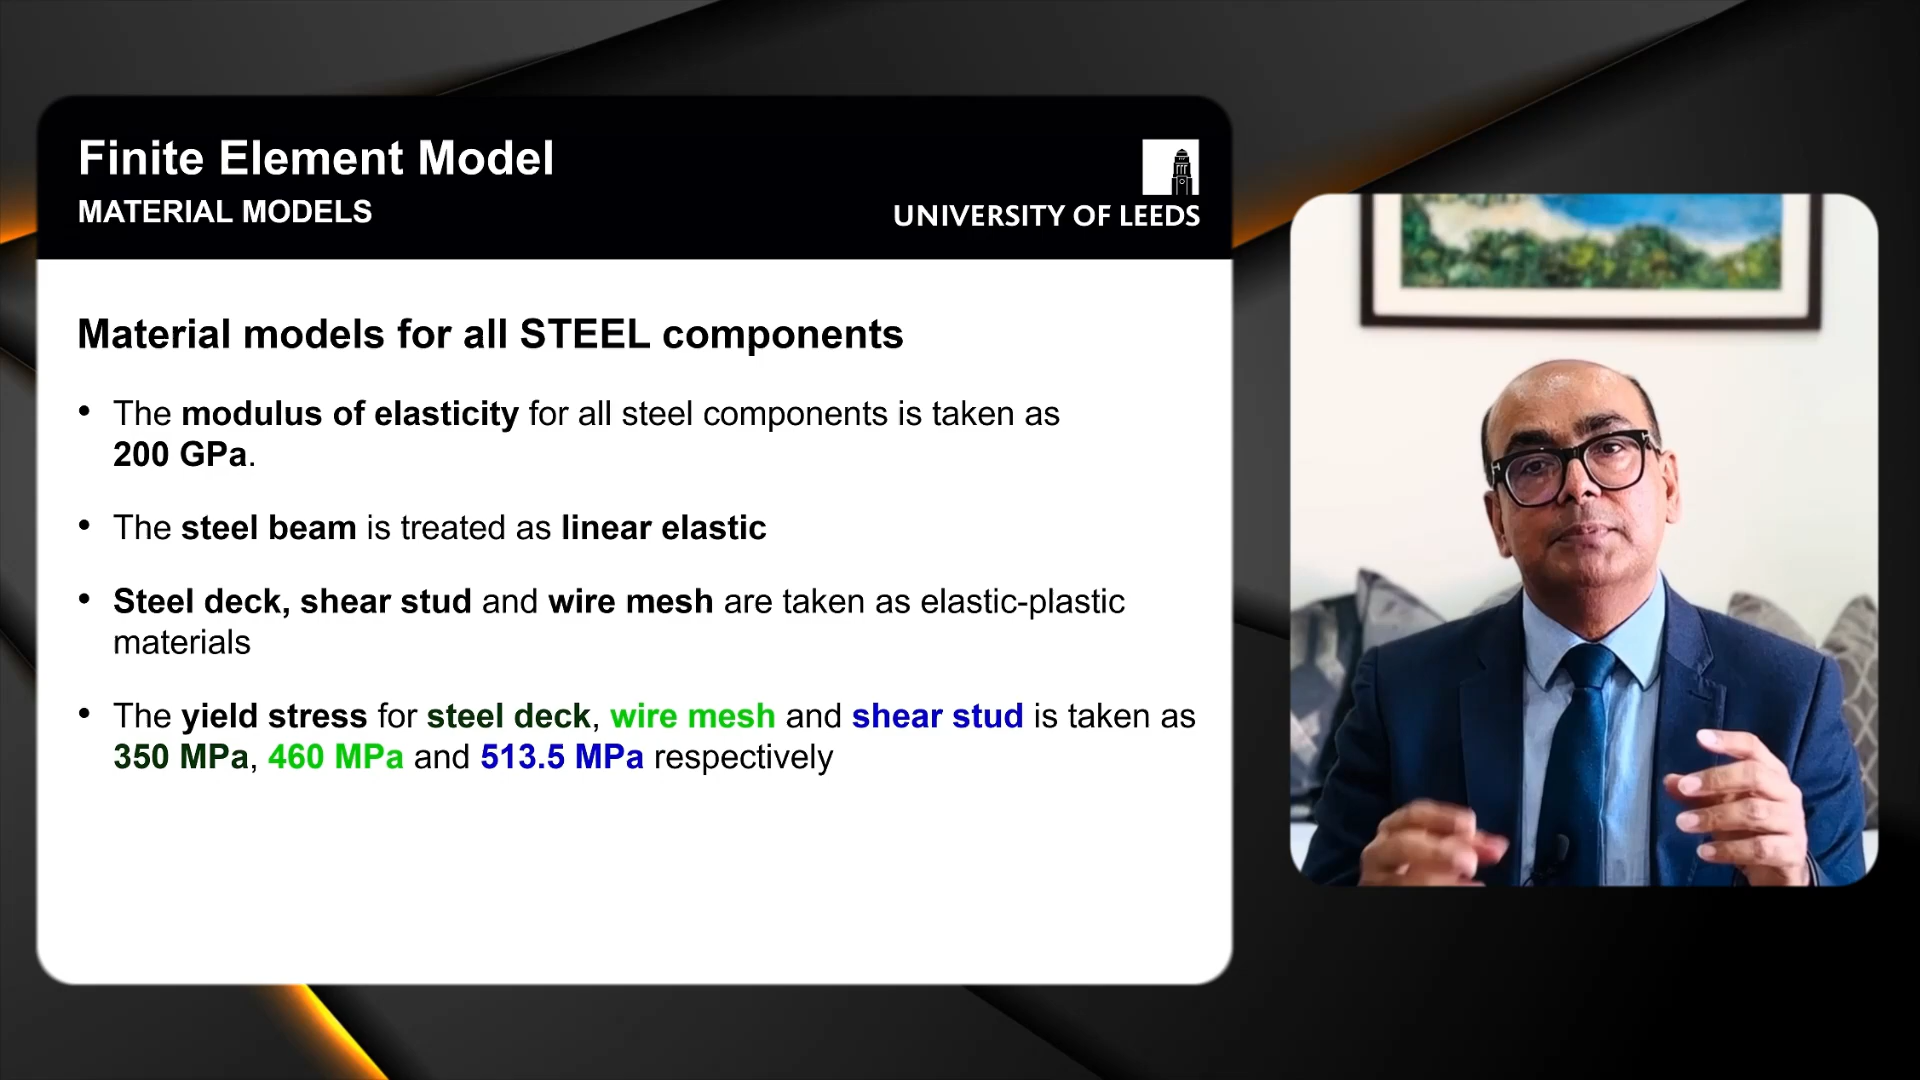 Finite Element Model
MATERIAL MODELS
UNIVERSITY OF LEEDS
Material models for all STEEL components
• The modulus of elasticity for all steel components is taken as
200 GPa.
• The steel beam is treated as linear elastic
• Steel deck, shear stud and wire mesh are taken as elastic-plastic
materials
• The yield stress for steel deck, wire mesh and shear stud is taken as
350 MPa, 460 MPa and 513.5 MPa respectively